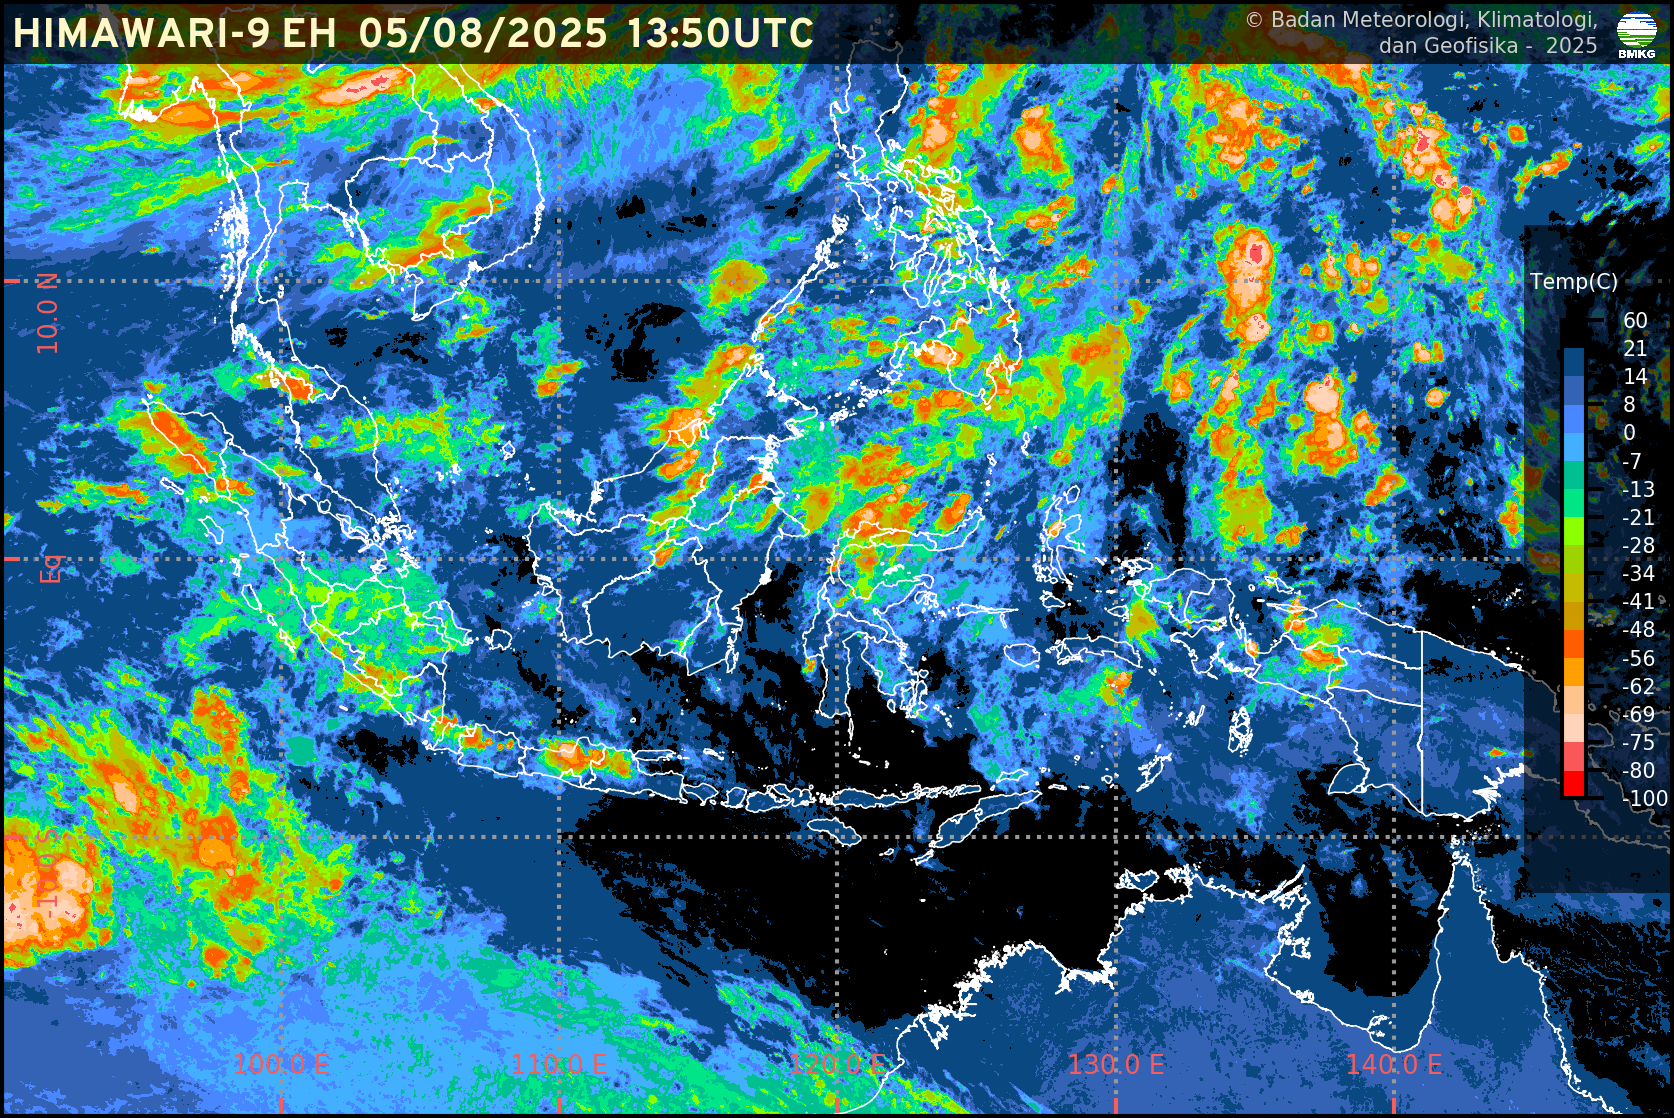 HIMAWARI-9 EH 05/08/2025 13:50UTC
© Badan Meteorologi, Klimatologi,
dan Geofisika - 2025
BMKG
Temp(C)
60
21
14
8
0
-7
-13
-21
-28
-34
-41
-48
-56
-62
-69
-75
-80
-100
10.0 N
Eq
10.0 S
100.0 E
110.0 E
120.0 E
130.0 E
140.0 E